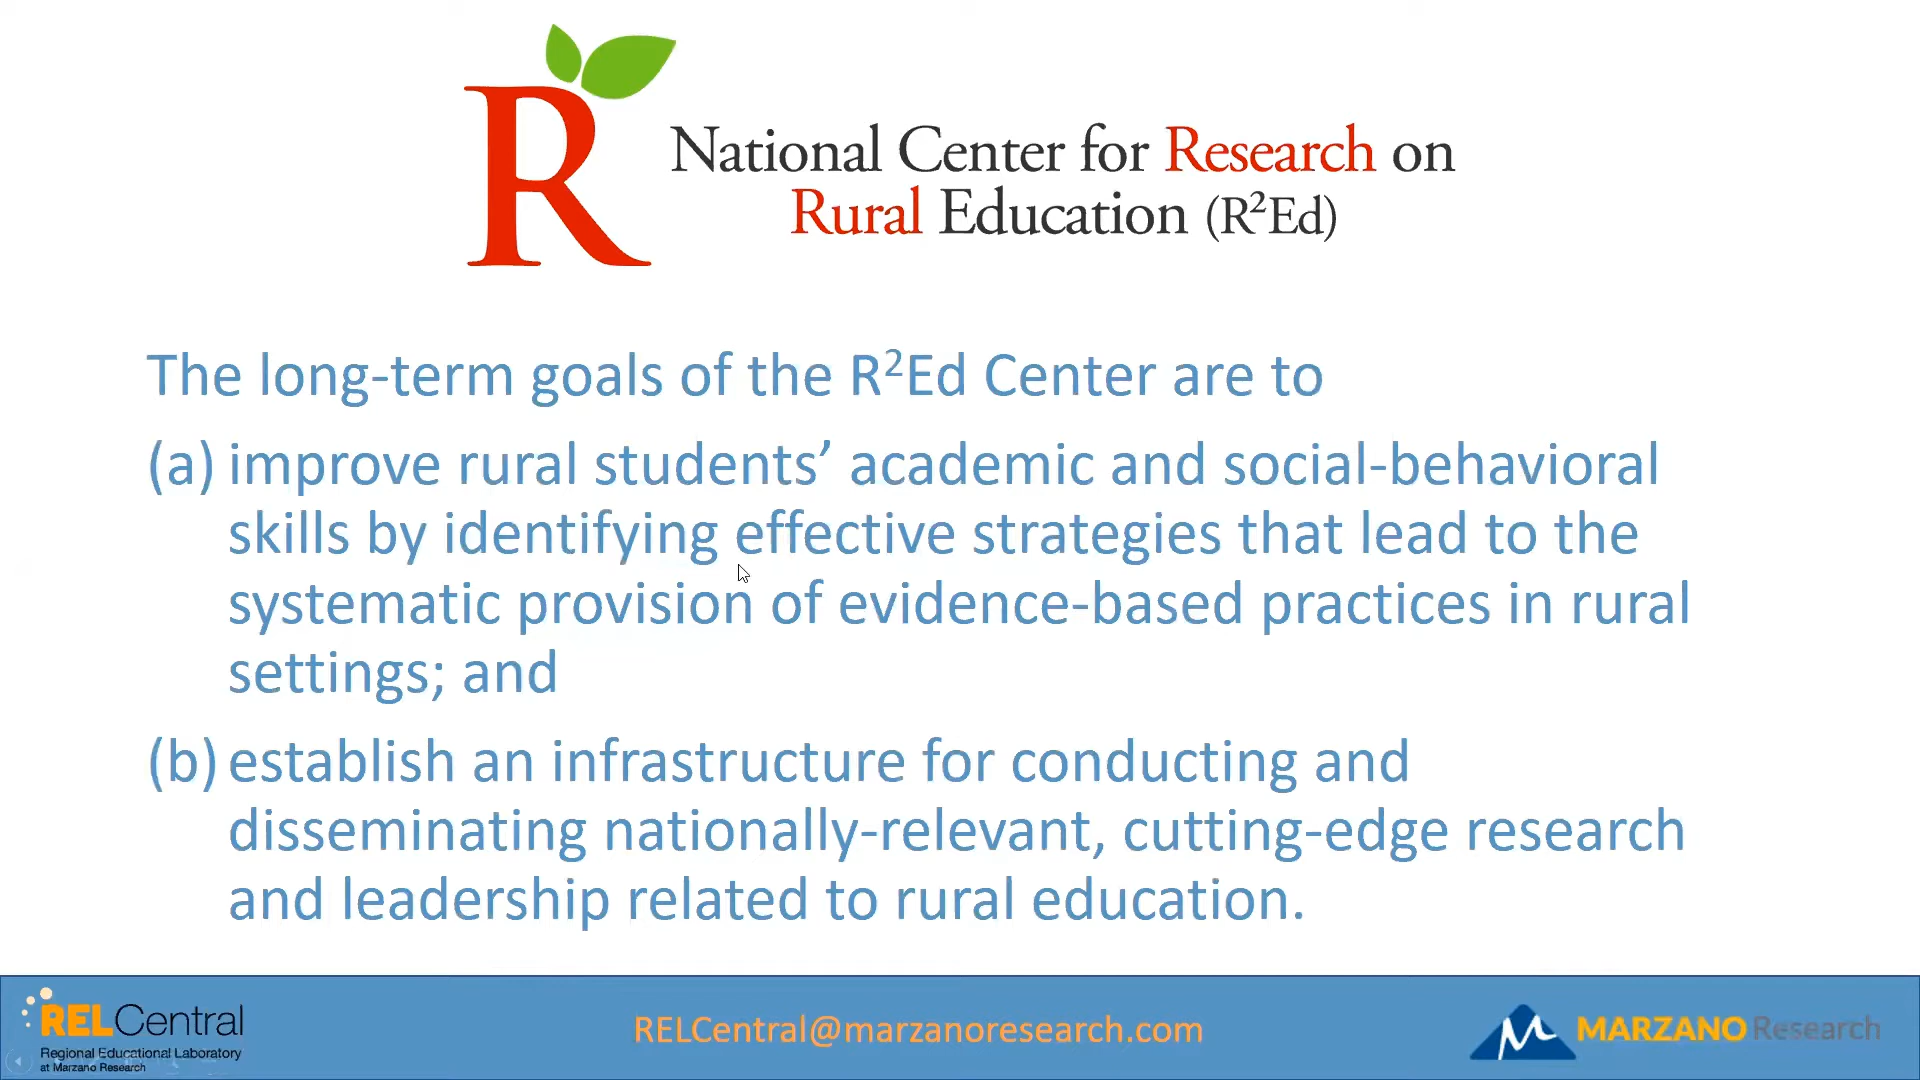 R
National Center for Research on
Rural Education (R²Ed)
The long-term goals of the R²Ed Center are to
(a) improve rural students’ academic and social-behavioral
skills by identifying effective strategies that lead to the
systematic provision of evidence-based practices in rural
settings; and
(b) establish an infrastructure for conducting and
disseminating nationally-relevant, cutting-edge research
and leadership related to rural education.
RELCentral
Regional Educational Laboratory
at Marzano Research
RELCentral@marzanoresearch.com
MARZANO Research